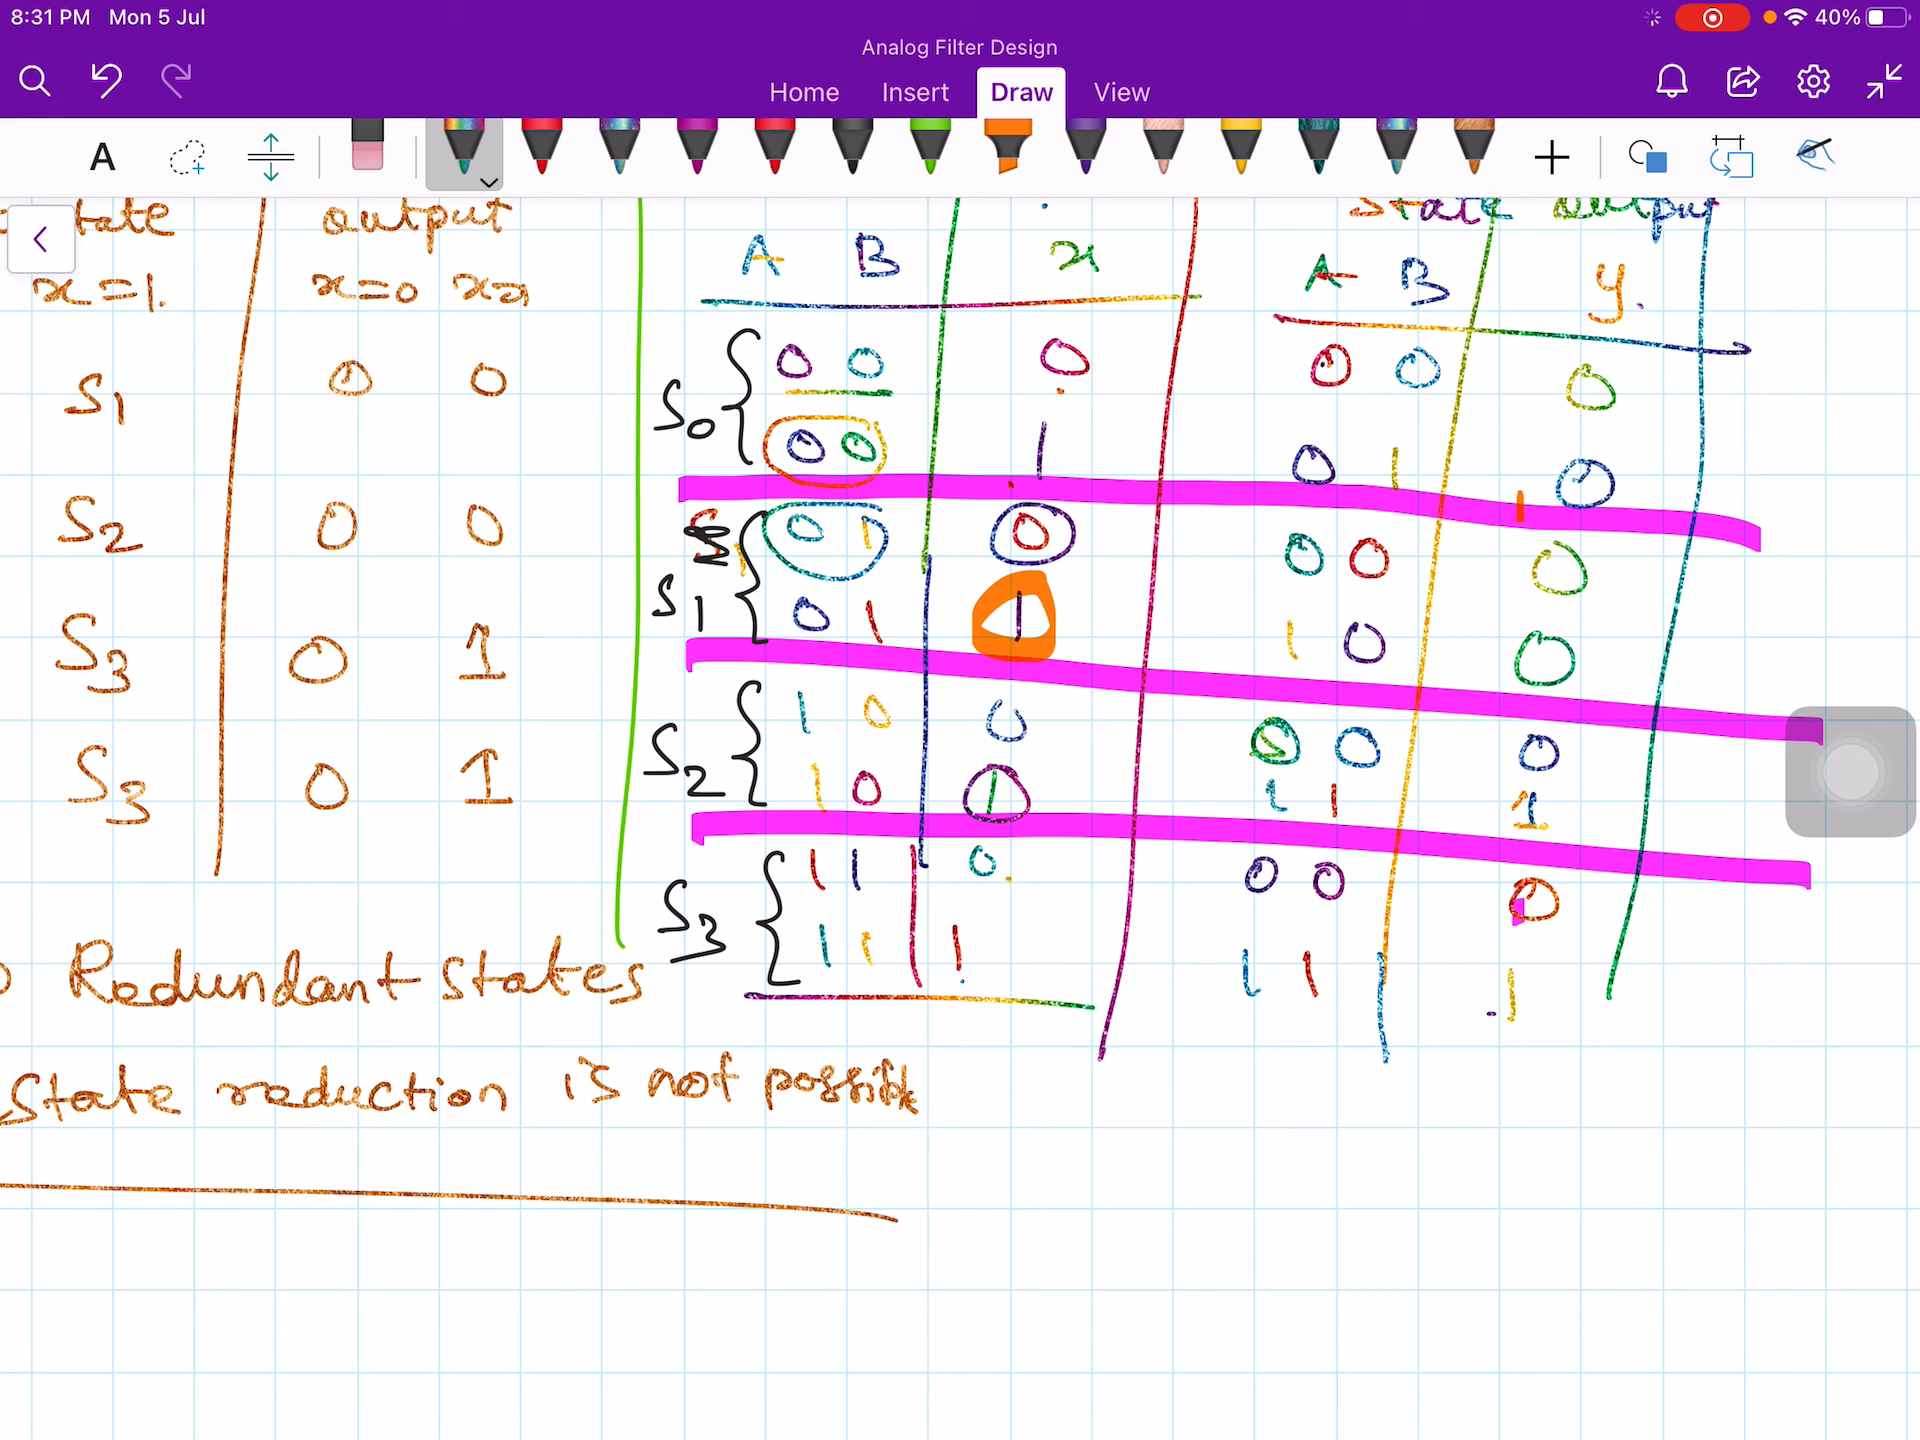 8:31 PM Mon 5 Jul
40%
Analog Filter Design
Home Insert Draw View
A
tate output
x=1. x=0
S1 0 0
S2 0 0
S3 0 1
S3 0 1
Redundant states
State reduction is not possible
State output
A B x A B y.
S0 0 0 0 0 0 0
0 0 1 0 1 0
S1 0 1 0 0 0 0
0 1 1 1 0 0
S2 1 0 0 0 0 0
1 0 1 1 1 1
S3 1 1 0 0 0 0
1 1 1 1 1 1